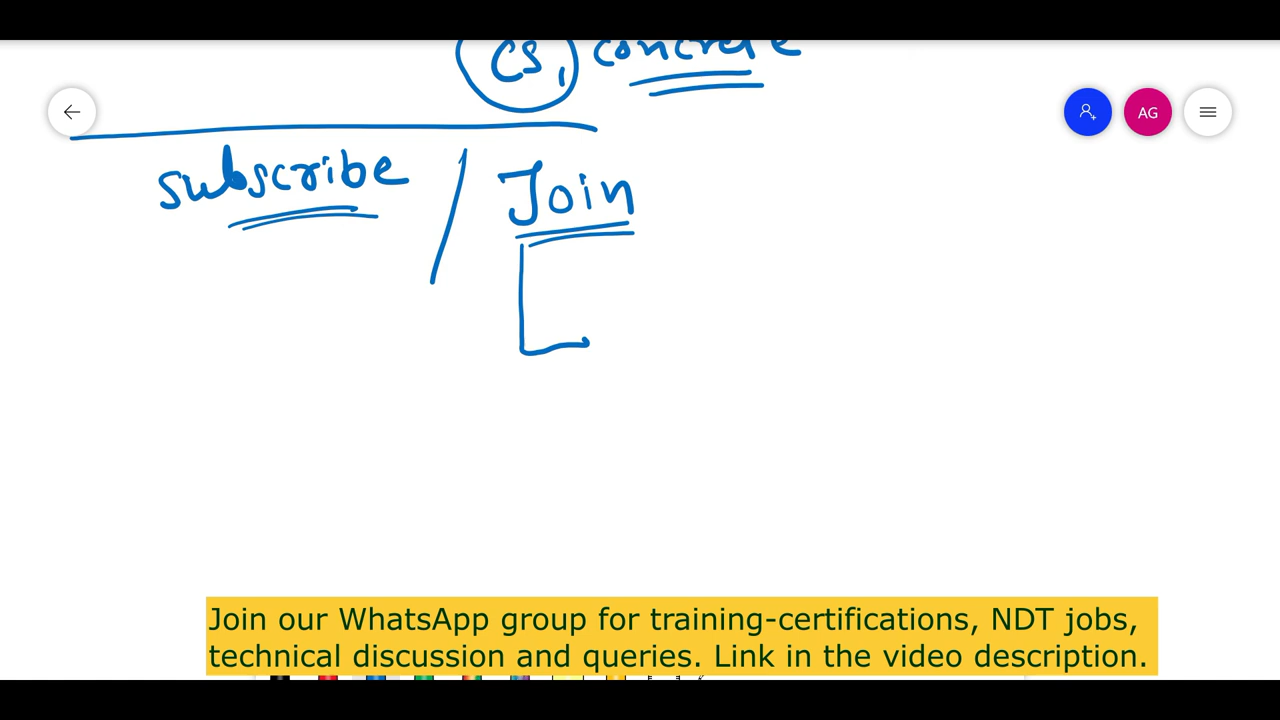 CS, concrete
AG
subscribe / Join
Join our WhatsApp group for training-certifications, NDT jobs,
technical discussion and queries. Link in the video description.